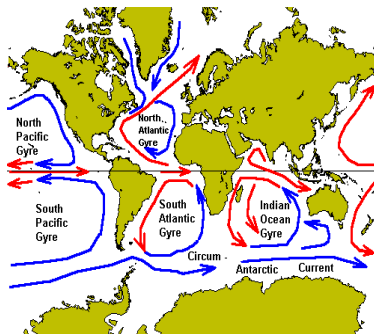 North
Pacific
Gyre
North
Atlantic
Gyre
South
Pacific
Gyre
South
Atlantic
Gyre
Indian
Ocean
Gyre
Circum
Antarctic
Current